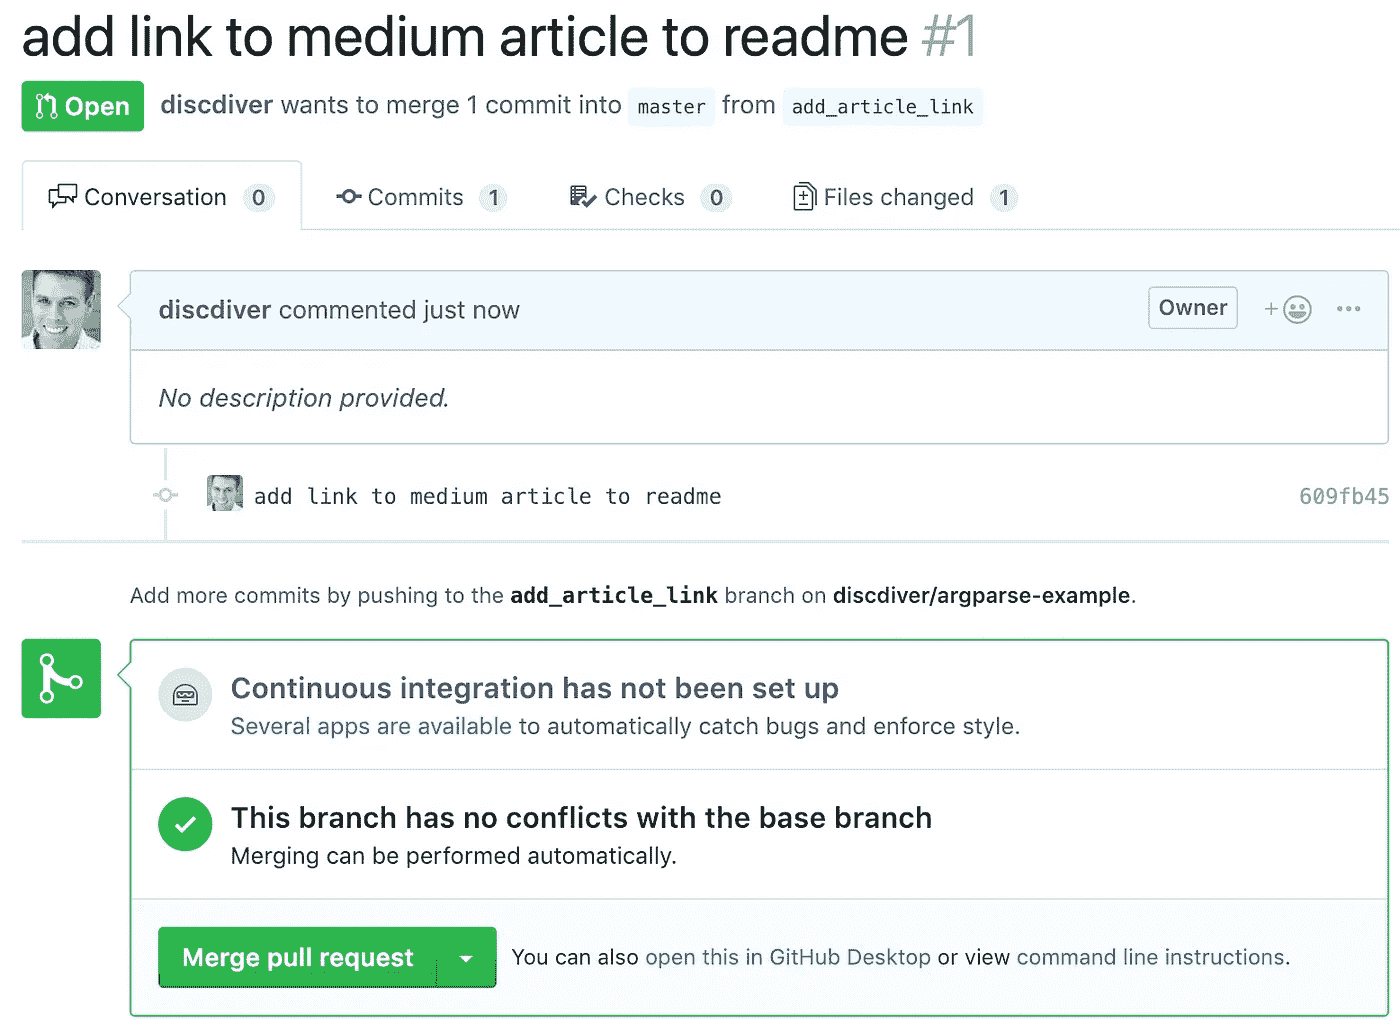 add link to medium article to readme #1
Open discdiver wants to merge 1 commit into master from add_article_link
Conversation 0 Commits 1 Checks 0 Files changed 1
discdiver commented just now Owner
No description provided.
add link to medium article to readme 609fb45
Add more commits by pushing to the add_article_link branch on discdiver/argparse-example.
Continuous integration has not been set up
Several apps are available to automatically catch bugs and enforce style.
This branch has no conflicts with the base branch
Merging can be performed automatically.
Merge pull request You can also open this in GitHub Desktop or view command line instructions.